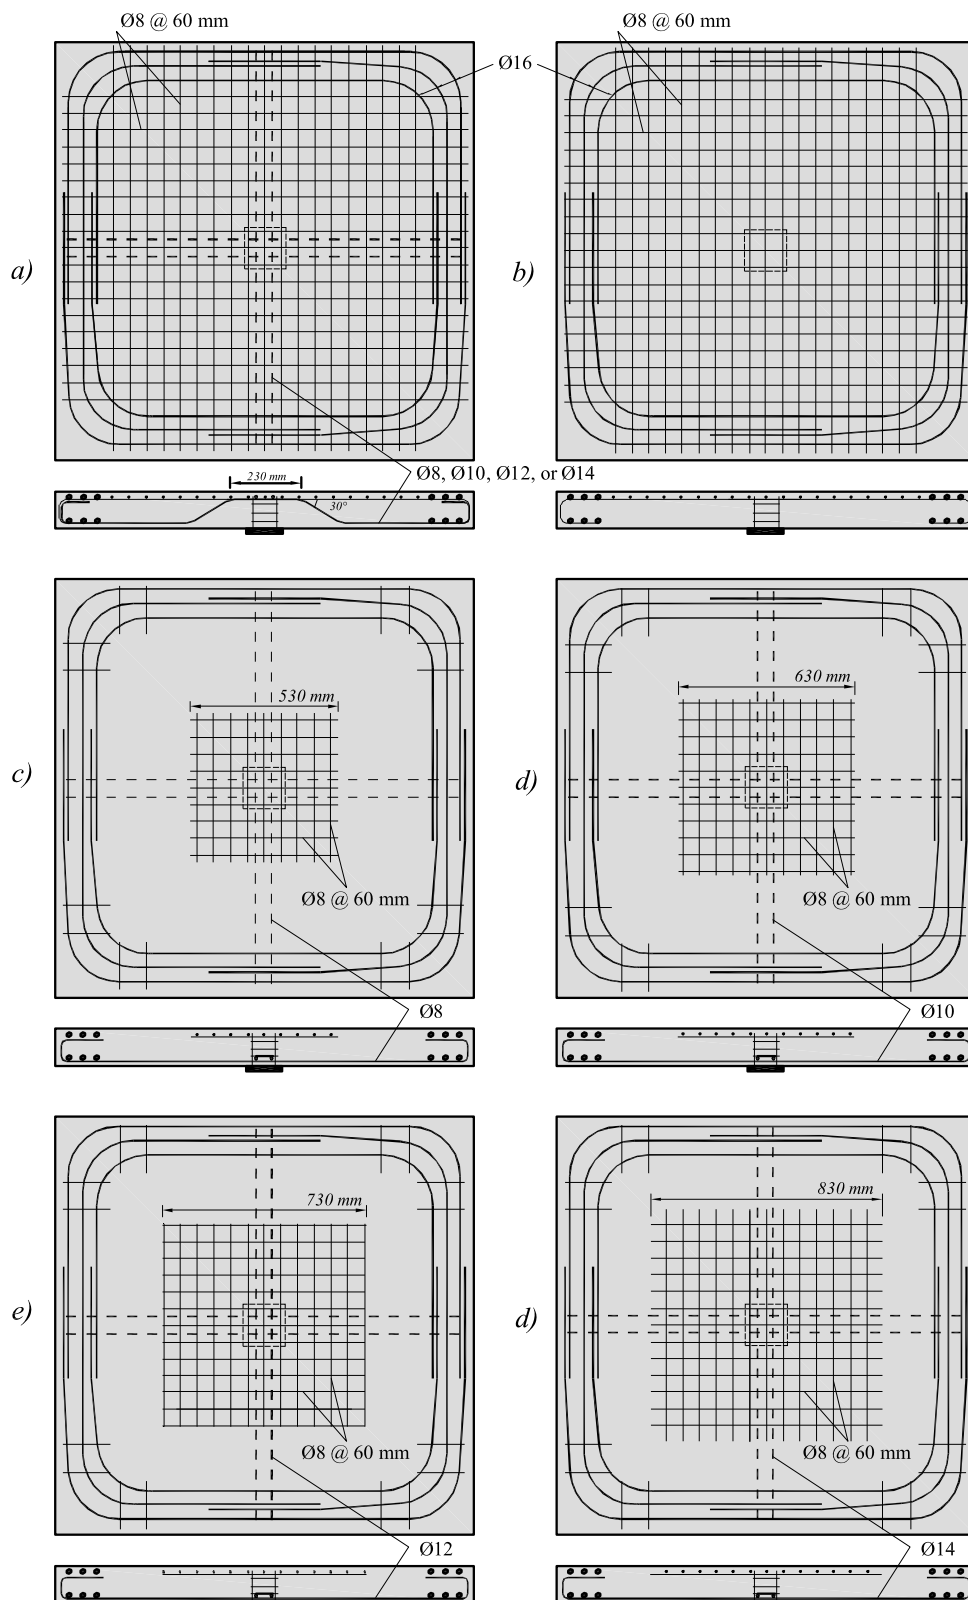 Ø8 @ 60 mm
Ø8 @ 60 mm
Ø16
a)
b)
Ø8, Ø10, Ø12, or Ø14
230 mm
30°
c)
530 mm
Ø8 @ 60 mm
Ø8
d)
630 mm
Ø8 @ 60 mm
Ø10
e)
730 mm
Ø8 @ 60 mm
Ø12
d)
830 mm
Ø8 @ 60 mm
Ø14